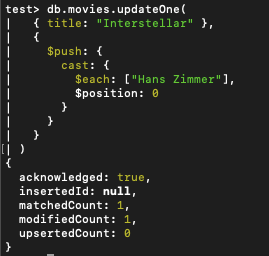 test> db.movies.updateOne(
|   { title: "Interstellar" },
|   {
|     $push: {
|       cast: {
|         $each: ["Hans Zimmer"],
|         $position: 0
|       }
|     }
|   }
[| )
{
  acknowledged: true,
  insertedId: null,
  matchedCount: 1,
  modifiedCount: 1,
  upsertedCount: 0
}